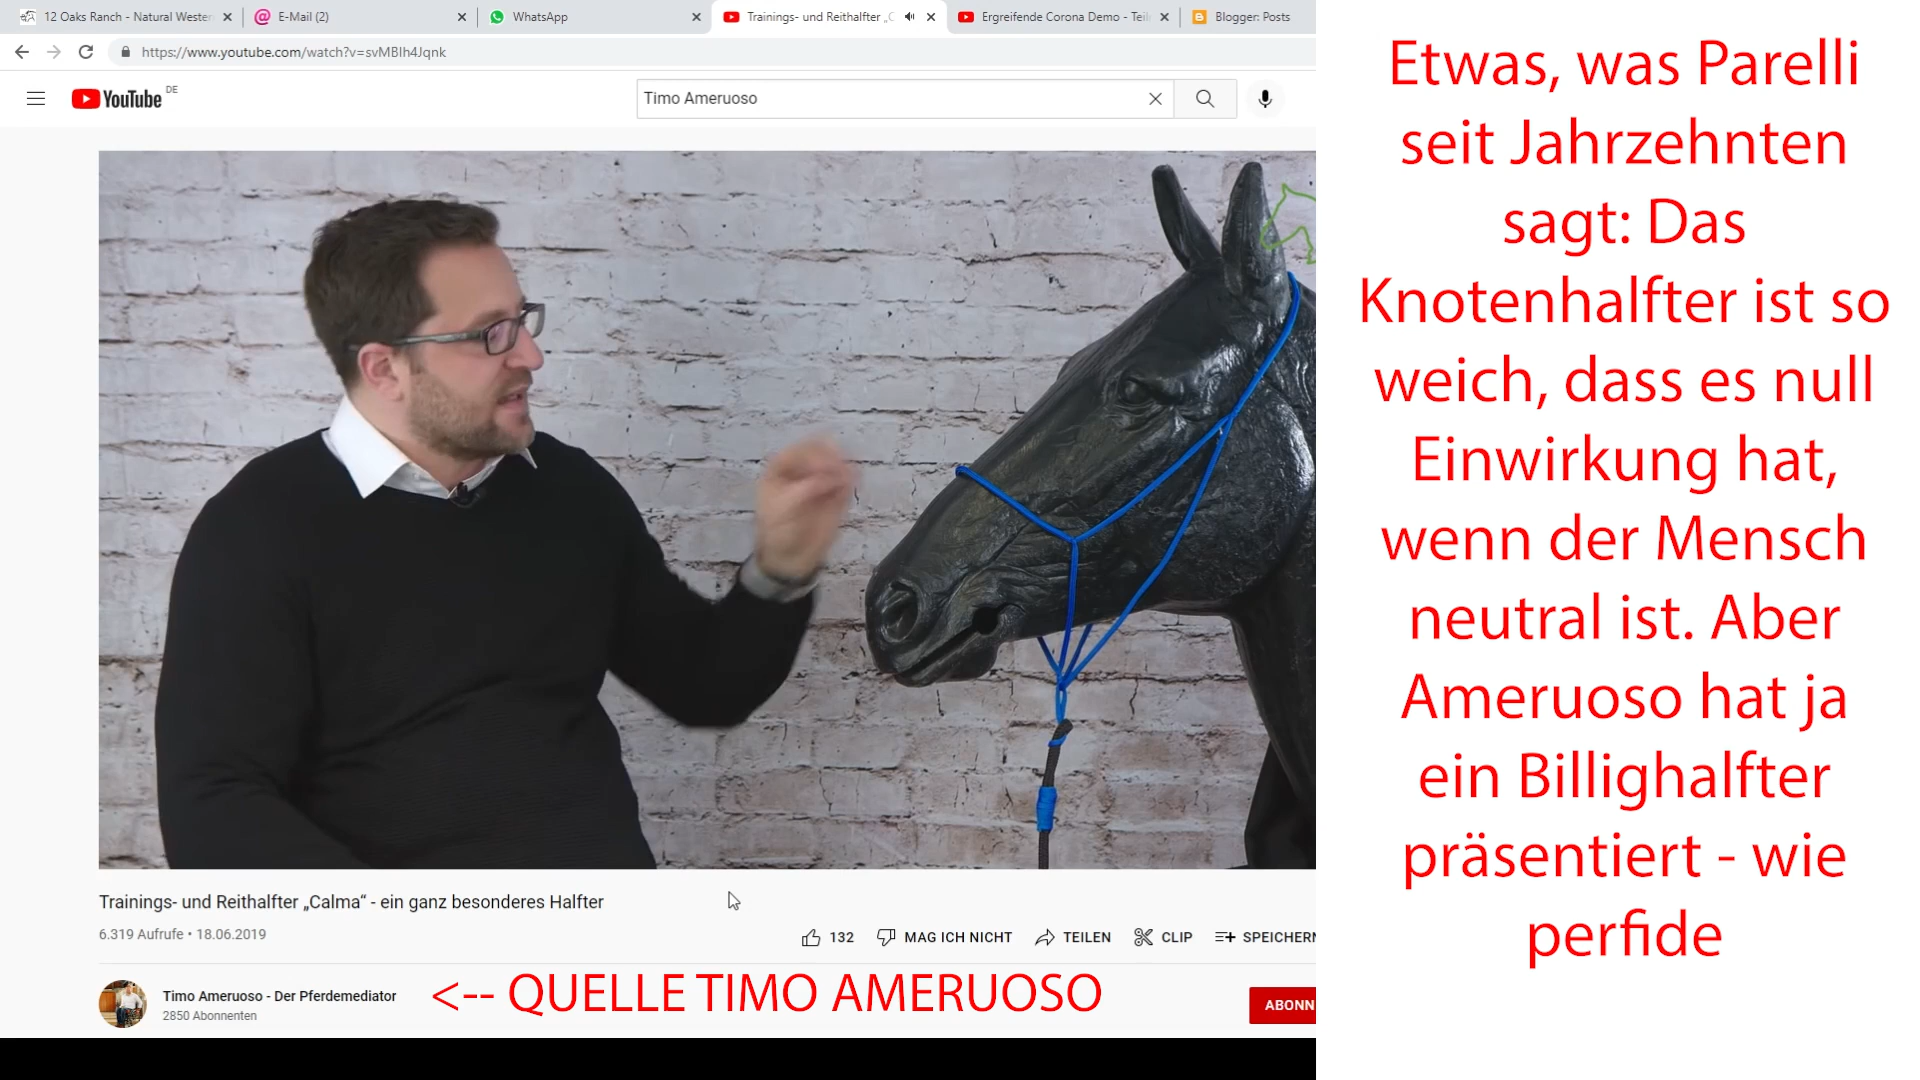 12 Oaks Ranch - Natural Wester
E-Mail (2)
WhatsApp
Trainings- und Reithalfter „C
Ergreifende Corona Demo - Teil
Blogger: Posts
https://www.youtube.com/watch?v=svMBlh4Jqnk
YouTube DE
Timo Ameruoso
Trainings- und Reithalfter „Calma“ - ein ganz besonderes Halfter
6.319 Aufrufe • 18.06.2019
132
MAG ICH NICHT
TEILEN
CLIP
SPEICHERN
Timo Ameruoso - Der Pferdemediator
2850 Abonnenten
<-- QUELLE TIMO AMERUOSO
ABONN
Etwas, was Parelli
seit Jahrzehnten
sagt: Das
Knotenhalfter ist so
weich, dass es null
Einwirkung hat,
wenn der Mensch
neutral ist. Aber
Ameruoso hat ja
ein Billighalfter
präsentiert - wie
perfide